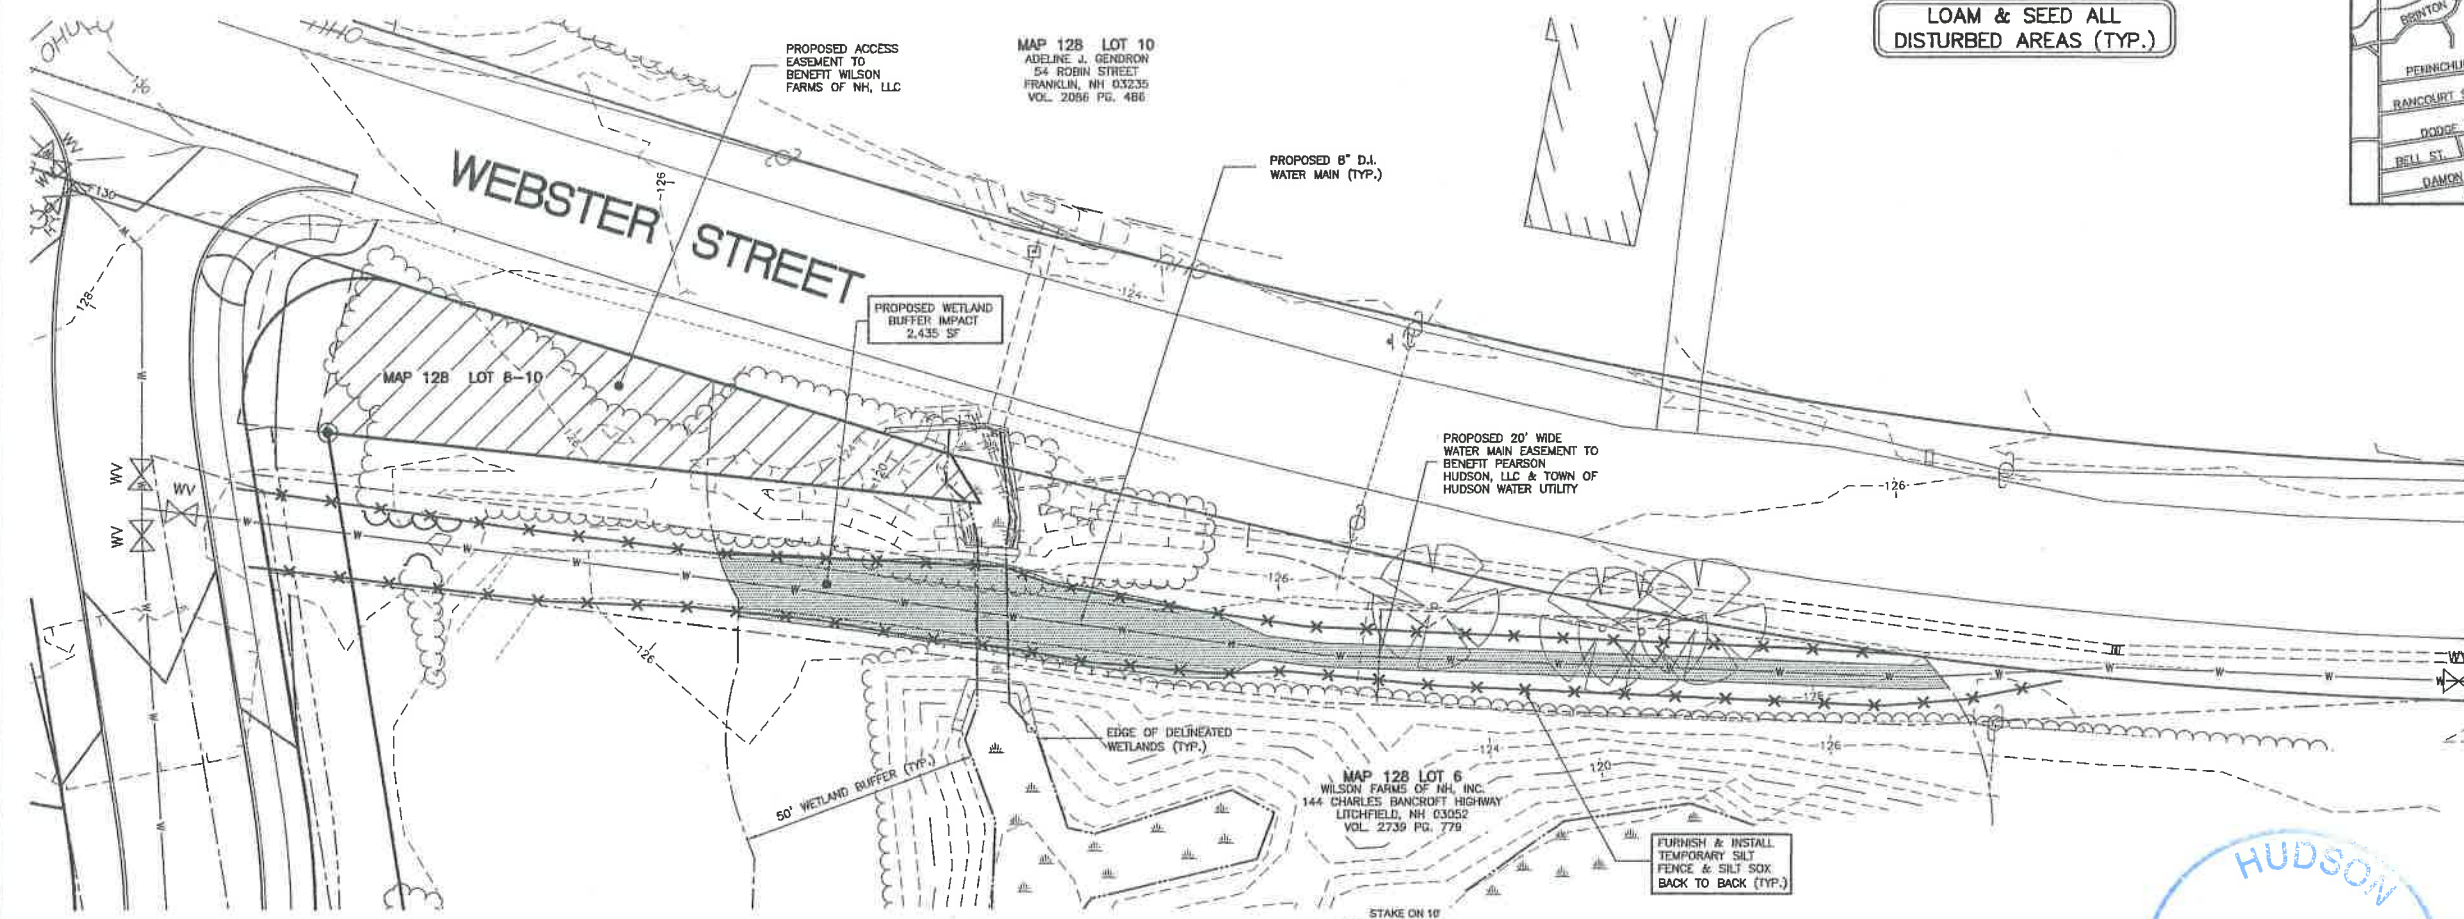 LOAM & SEED ALL
DISTURBED AREAS (TYP.)
BRINTON
RANCOURT
DODGE
BELL ST.
DAMON
PROPOSED ACCESS
EASEMENT TO
BENEFIT WILSON
FARMS OF NH, LLC
MAP 128 LOT 10
ADELINE J. GENDRON
54 ROBIN STREET
FRANKLIN, NH 03235
VOL. 2086 PG. 486
PROPOSED 8" D.I.
WATER MAIN (TYP.)
WEBSTER STREET
126
128
124
PROPOSED WETLAND
BUFFER IMPACT
2,435 SF
MAP 128 LOT 6-10
126
124
120
PROPOSED 20' WIDE
WATER MAIN EASEMENT TO
BENEFIT PEARSON
HUDSON, LLC & TOWN OF
HUDSON WATER UTILITY
126
WV
WV
WV
126
126
126
EDGE OF DELINEATED
WETLANDS (TYP.)
124
126
120
50' WETLAND BUFFER (TYP.)
MAP 128 LOT 6
WILSON FARMS OF NH, INC.
144 CHARLES BANCROFT HIGHWAY
LITCHFIELD, NH 03052
VOL. 2739 PG. 779
FURNISH & INSTALL
TEMPORARY SILT
FENCE & SILT SOX
BACK TO BACK (TYP.)
STAKE ON 10'
HUDSON